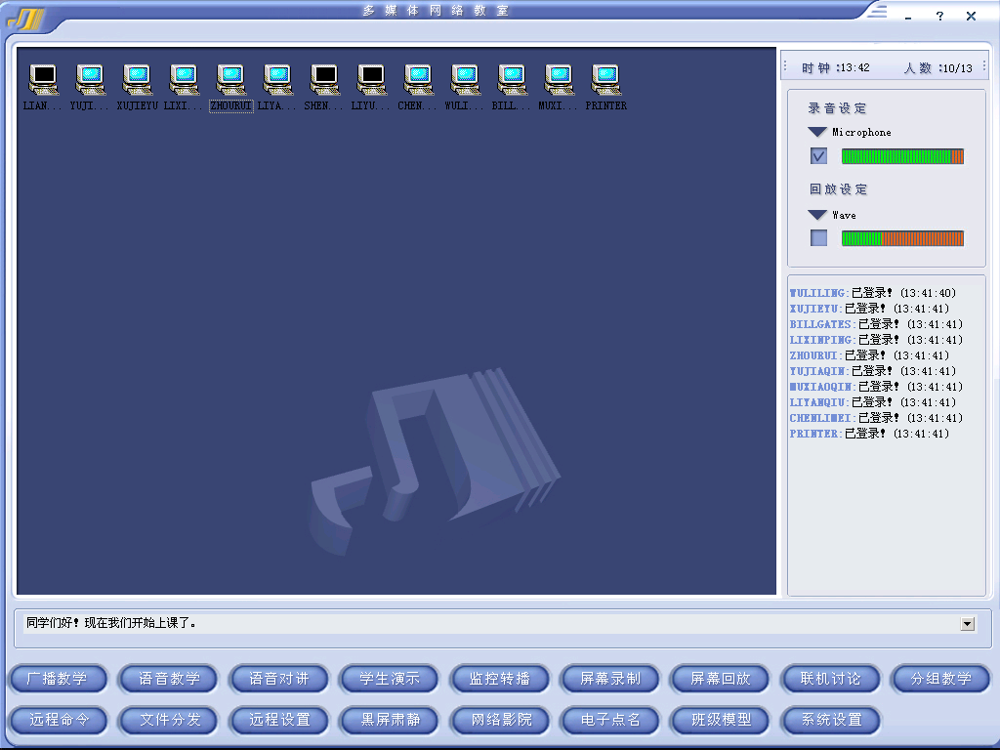 多媒体网络教室
?
时钟:13:42 人数:10/13
LIAN... YUJI... XUJIEYU LIXI... ZHOURUI LIYA... SHEN... LIYU... CHEN... WULI... BILL... MUXI... PRINTER
录音设定
Microphone
回放设定
Wave
WULILING:已登录! (13:41:40)
XUJIEYU:已登录! (13:41:41)
BILLGATES:已登录! (13:41:41)
LIXINPING:已登录! (13:41:41)
ZHOURUI:已登录! (13:41:41)
YUJIAQIN:已登录! (13:41:41)
MUXIAOQIN:已登录! (13:41:41)
LIYANQIU:已登录! (13:41:41)
CHENLIMEI:已登录! (13:41:41)
PRINTER:已登录! (13:41:41)
同学们好! 现在我们开始上课了。
广播教学 语音教学 语音对讲 学生演示 监控转播 屏幕录制 屏幕回放 联机讨论 分组教学
远程命令 文件分发 远程设置 黑屏肃静 网络影院 电子点名 班级模型 系统设置